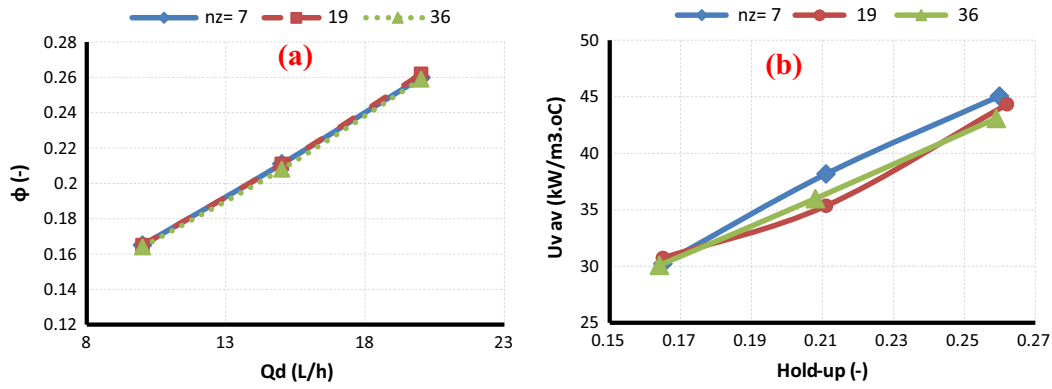 nz= 7 19 36
(a)
0.28
0.26
0.24
0.22
0.2
0.18
0.16
0.14
0.12
ϕ (-)
8 13 18 23
Qd (L/h)
nz= 7 19 36
(b)
50
45
40
35
30
25
Uv av (kW/m3.oC)
0.15 0.17 0.19 0.21 0.23 0.25 0.27
Hold-up (-)